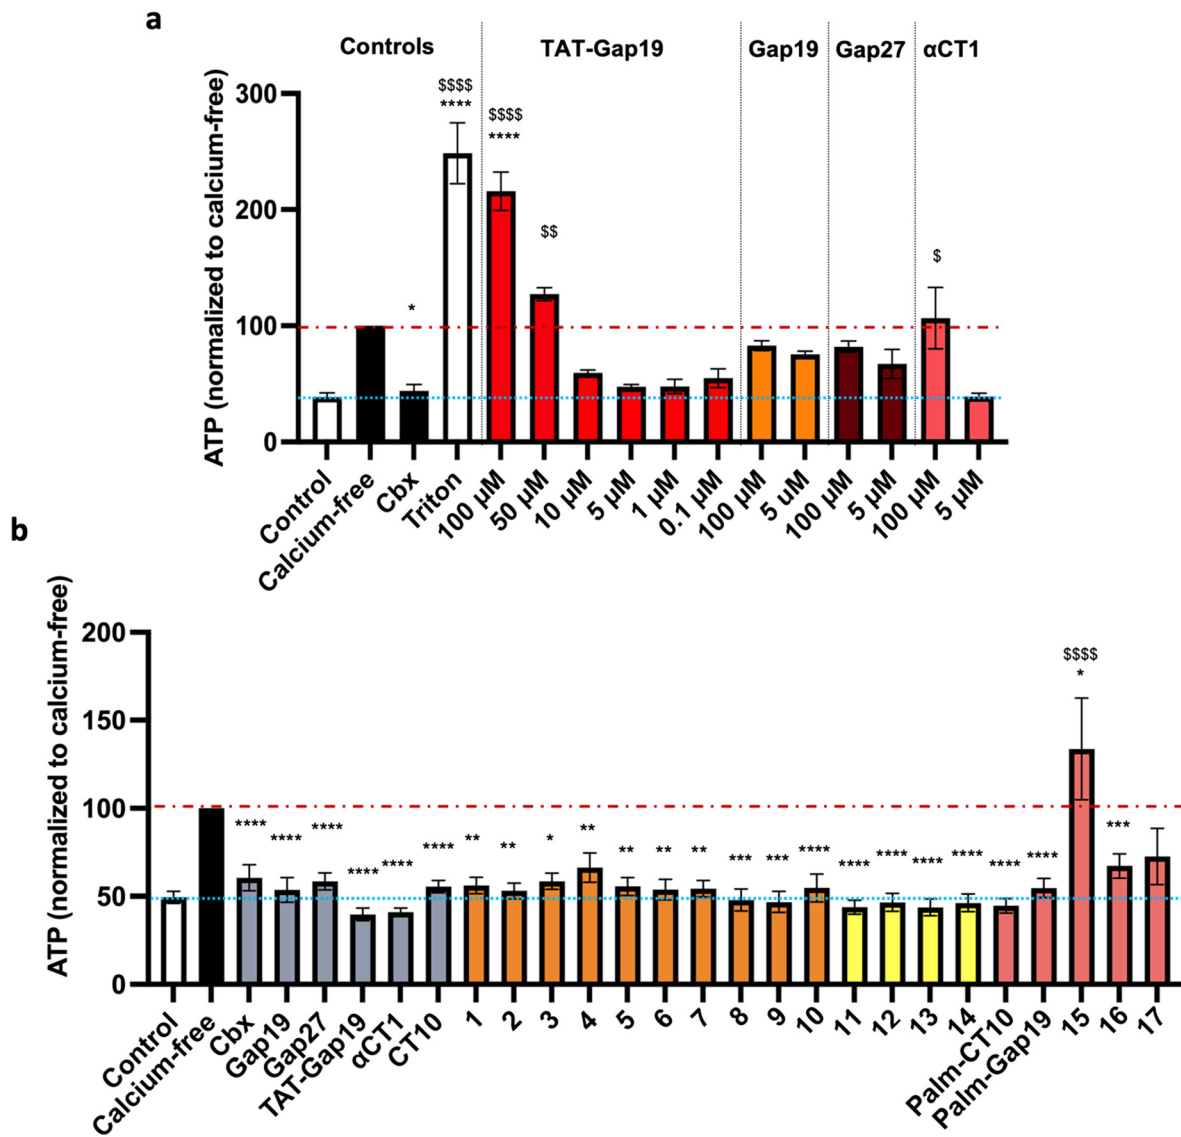 a
Controls TAT-Gap19 Gap19 Gap27 αCT1
ATP (normalized to calcium-free)
300
200
100
0
$$$$
****
$$$$
****
*
$$
$
Control
Calcium-free
Cbx
Triton
100 µM
50 µM
10 µM
5 µM
1 µM
0.1 µM
100 µM
5 uM
100 µM
5 µM
100 µM
5 µM
b
ATP (normalized to calcium-free)
200
150
100
50
0
****
****
****
****
****
****
**
**
*
**
**
**
**
***
***
****
****
****
****
****
****
****
$$$$
*
***
Control
Calcium-free
Cbx
Gap19
Gap27
TAT-Gap19
αCT1
CT10
1
2
3
4
5
6
7
8
9
10
11
12
13
14
Palm-CT10
Palm-Gap19
15
16
17